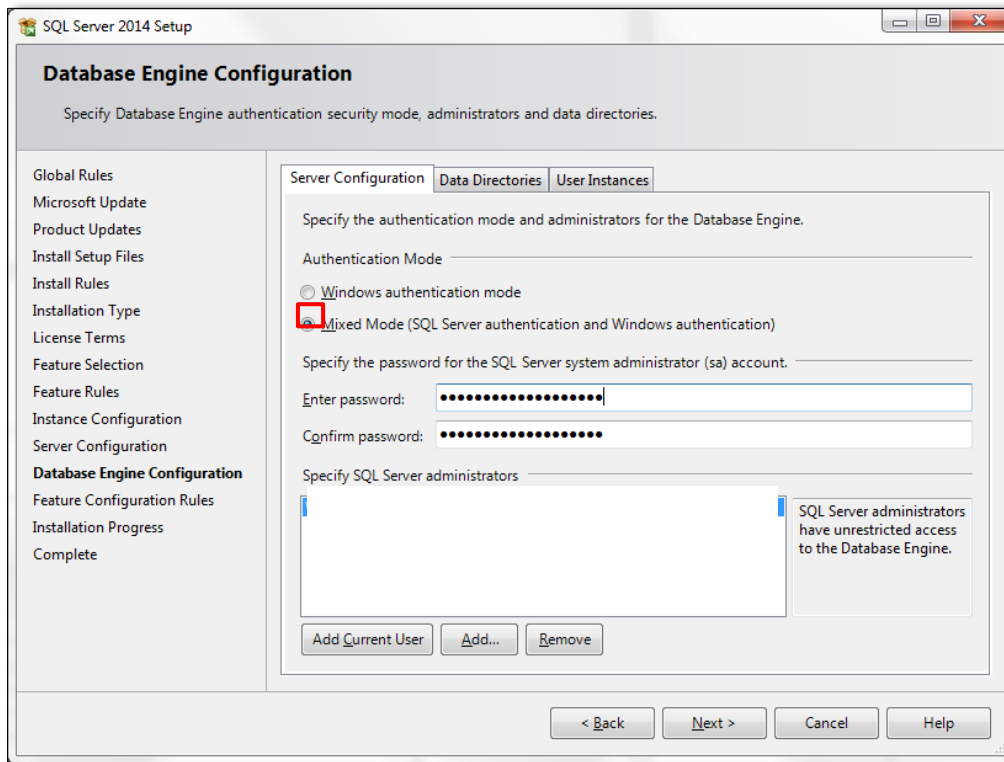 SQL Server 2014 Setup
Database Engine Configuration
Specify Database Engine authentication security mode, administrators and data directories.
Global Rules
Microsoft Update
Product Updates
Install Setup Files
Install Rules
Installation Type
License Terms
Feature Selection
Feature Rules
Instance Configuration
Server Configuration
Database Engine Configuration
Feature Configuration Rules
Installation Progress
Complete
Server Configuration
Data Directories
User Instances
Specify the authentication mode and administrators for the Database Engine.
Authentication Mode
Windows authentication mode
Mixed Mode (SQL Server authentication and Windows authentication)
Specify the password for the SQL Server system administrator (sa) account.
Enter password: ●●●●●●●●●●●●●●●●●●●
Confirm password: ●●●●●●●●●●●●●●●●●●●
Specify SQL Server administrators
SQL Server administrators
have unrestricted access
to the Database Engine.
Add Current User
Add...
Remove
< Back
Next >
Cancel
Help